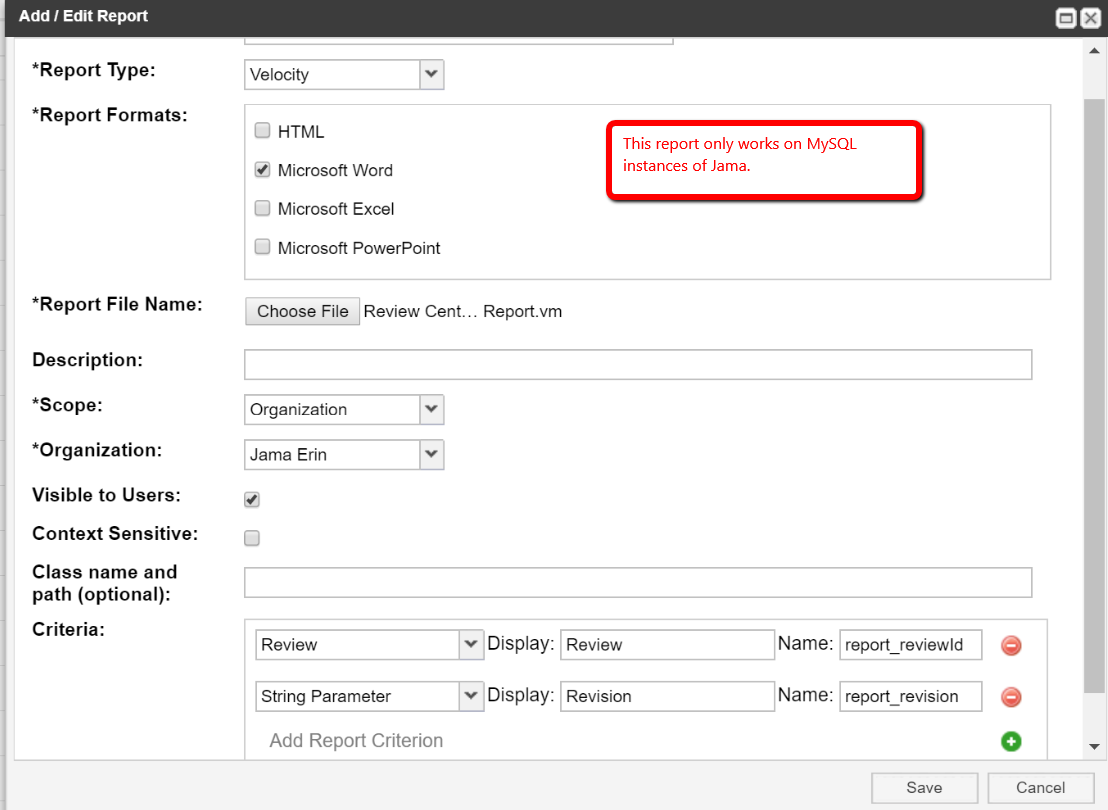 Add / Edit Report
*Report Type:
Velocity
*Report Formats:
HTML
Microsoft Word
Microsoft Excel
Microsoft PowerPoint
This report only works on MySQL
instances of Jama.
*Report File Name:
Choose File Review Cent… Report.vm
Description:
*Scope:
Organization
*Organization:
Jama Erin
Visible to Users:
Context Sensitive:
Class name and
path (optional):
Criteria:
Review Display: Review Name: report_reviewId
String Parameter Display: Revision Name: report_revision
Add Report Criterion
Save Cancel